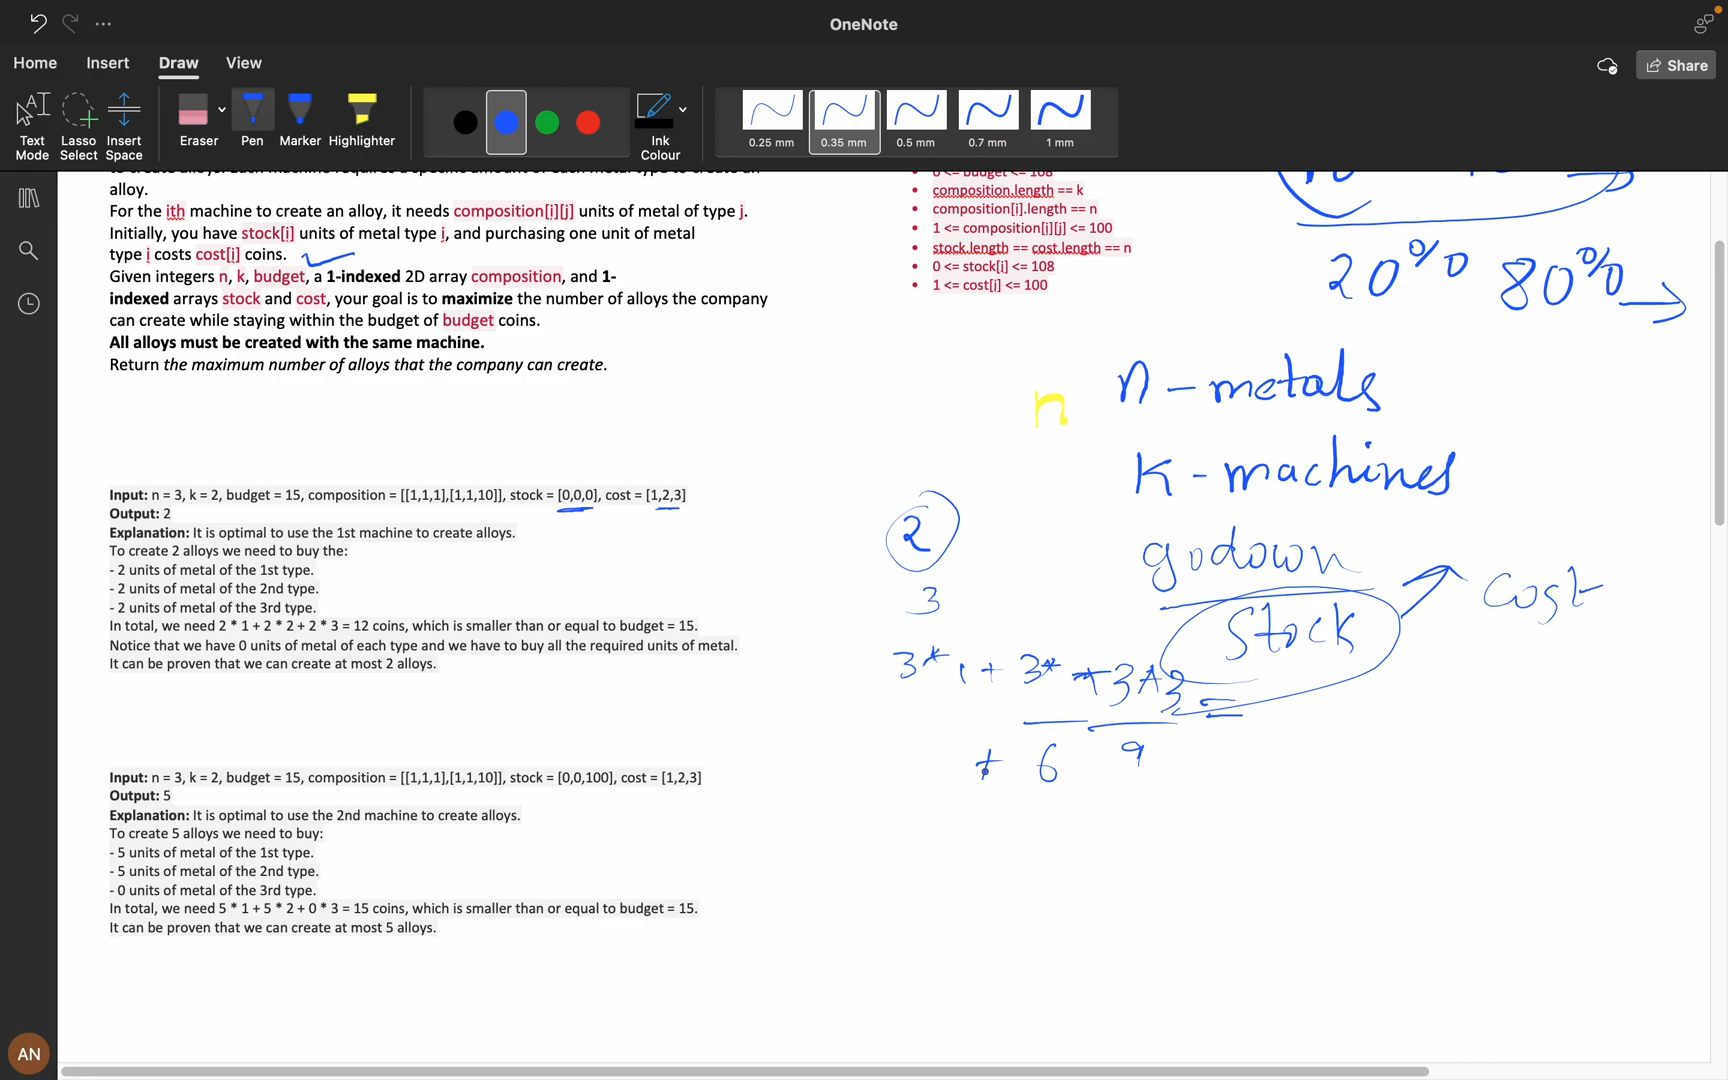 OneNote
Home Insert Draw View
Share
Text Mode
Lasso Select
Insert Space
Eraser
Pen
Marker
Highlighter
Ink Colour
0.25 mm
0.35 mm
0.5 mm
0.7 mm
1 mm
alloy.
For the ith machine to create an alloy, it needs composition[i][j] units of metal of type j.
Initially, you have stock[i] units of metal type i, and purchasing one unit of metal
type i costs cost[i] coins.
Given integers n, k, budget, a 1-indexed 2D array composition, and 1-
indexed arrays stock and cost, your goal is to maximize the number of alloys the company
can create while staying within the budget of budget coins.
All alloys must be created with the same machine.
Return the maximum number of alloys that the company can create.
0 <= budget <= 108
composition.length == k
composition[i].length == n
1 <= composition[i][j] <= 100
stock.length == cost.length == n
0 <= stock[i] <= 108
1 <= cost[i] <= 100
20% 80%
n
n - metals
k - machines
godown
Stock
cost
2
3
3* 1 + 3* +3*3 =
+ 6 9
Input: n = 3, k = 2, budget = 15, composition = [[1,1,1],[1,1,10]], stock = [0,0,0], cost = [1,2,3]
Output: 2
Explanation: It is optimal to use the 1st machine to create alloys.
To create 2 alloys we need to buy the:
- 2 units of metal of the 1st type.
- 2 units of metal of the 2nd type.
- 2 units of metal of the 3rd type.
In total, we need 2 * 1 + 2 * 2 + 2 * 3 = 12 coins, which is smaller than or equal to budget = 15.
Notice that we have 0 units of metal of each type and we have to buy all the required units of metal.
It can be proven that we can create at most 2 alloys.
Input: n = 3, k = 2, budget = 15, composition = [[1,1,1],[1,1,10]], stock = [0,0,100], cost = [1,2,3]
Output: 5
Explanation: It is optimal to use the 2nd machine to create alloys.
To create 5 alloys we need to buy:
- 5 units of metal of the 1st type.
- 5 units of metal of the 2nd type.
- 0 units of metal of the 3rd type.
In total, we need 5 * 1 + 5 * 2 + 0 * 3 = 15 coins, which is smaller than or equal to budget = 15.
It can be proven that we can create at most 5 alloys.
AN